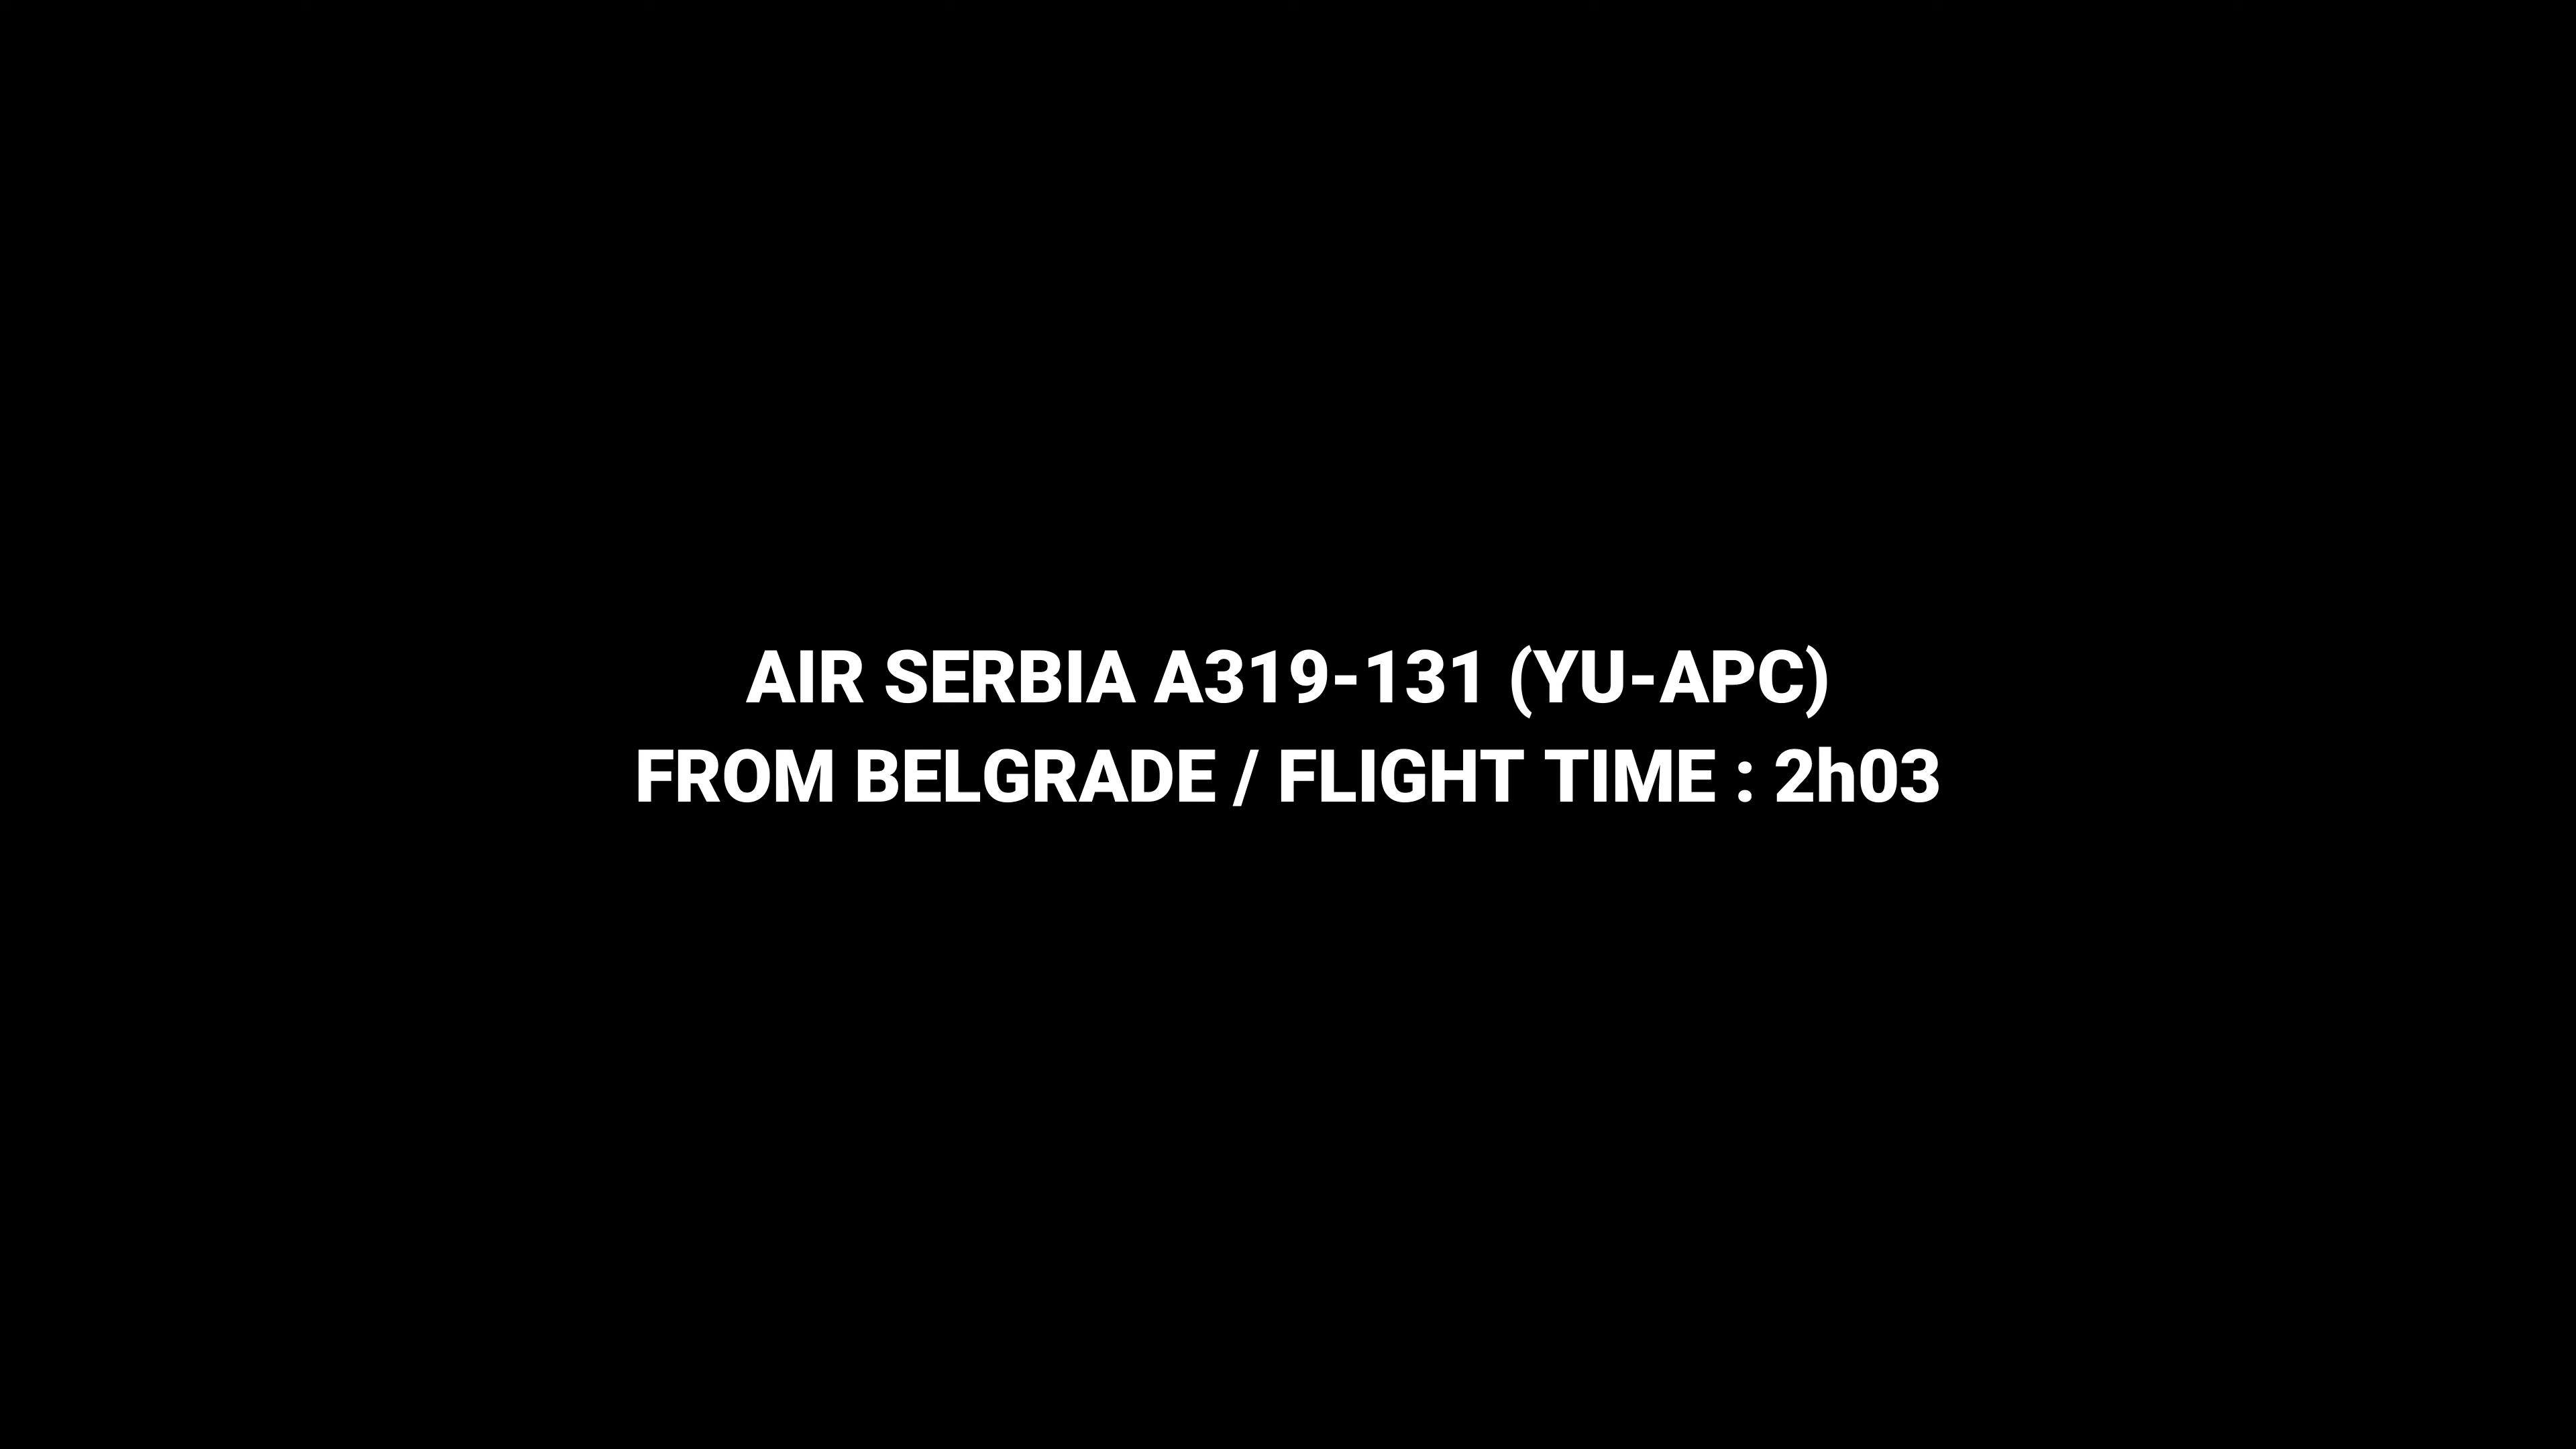 AIR SERBIA A319-131 (YU-APC)
FROM BELGRADE / FLIGHT TIME : 2h03